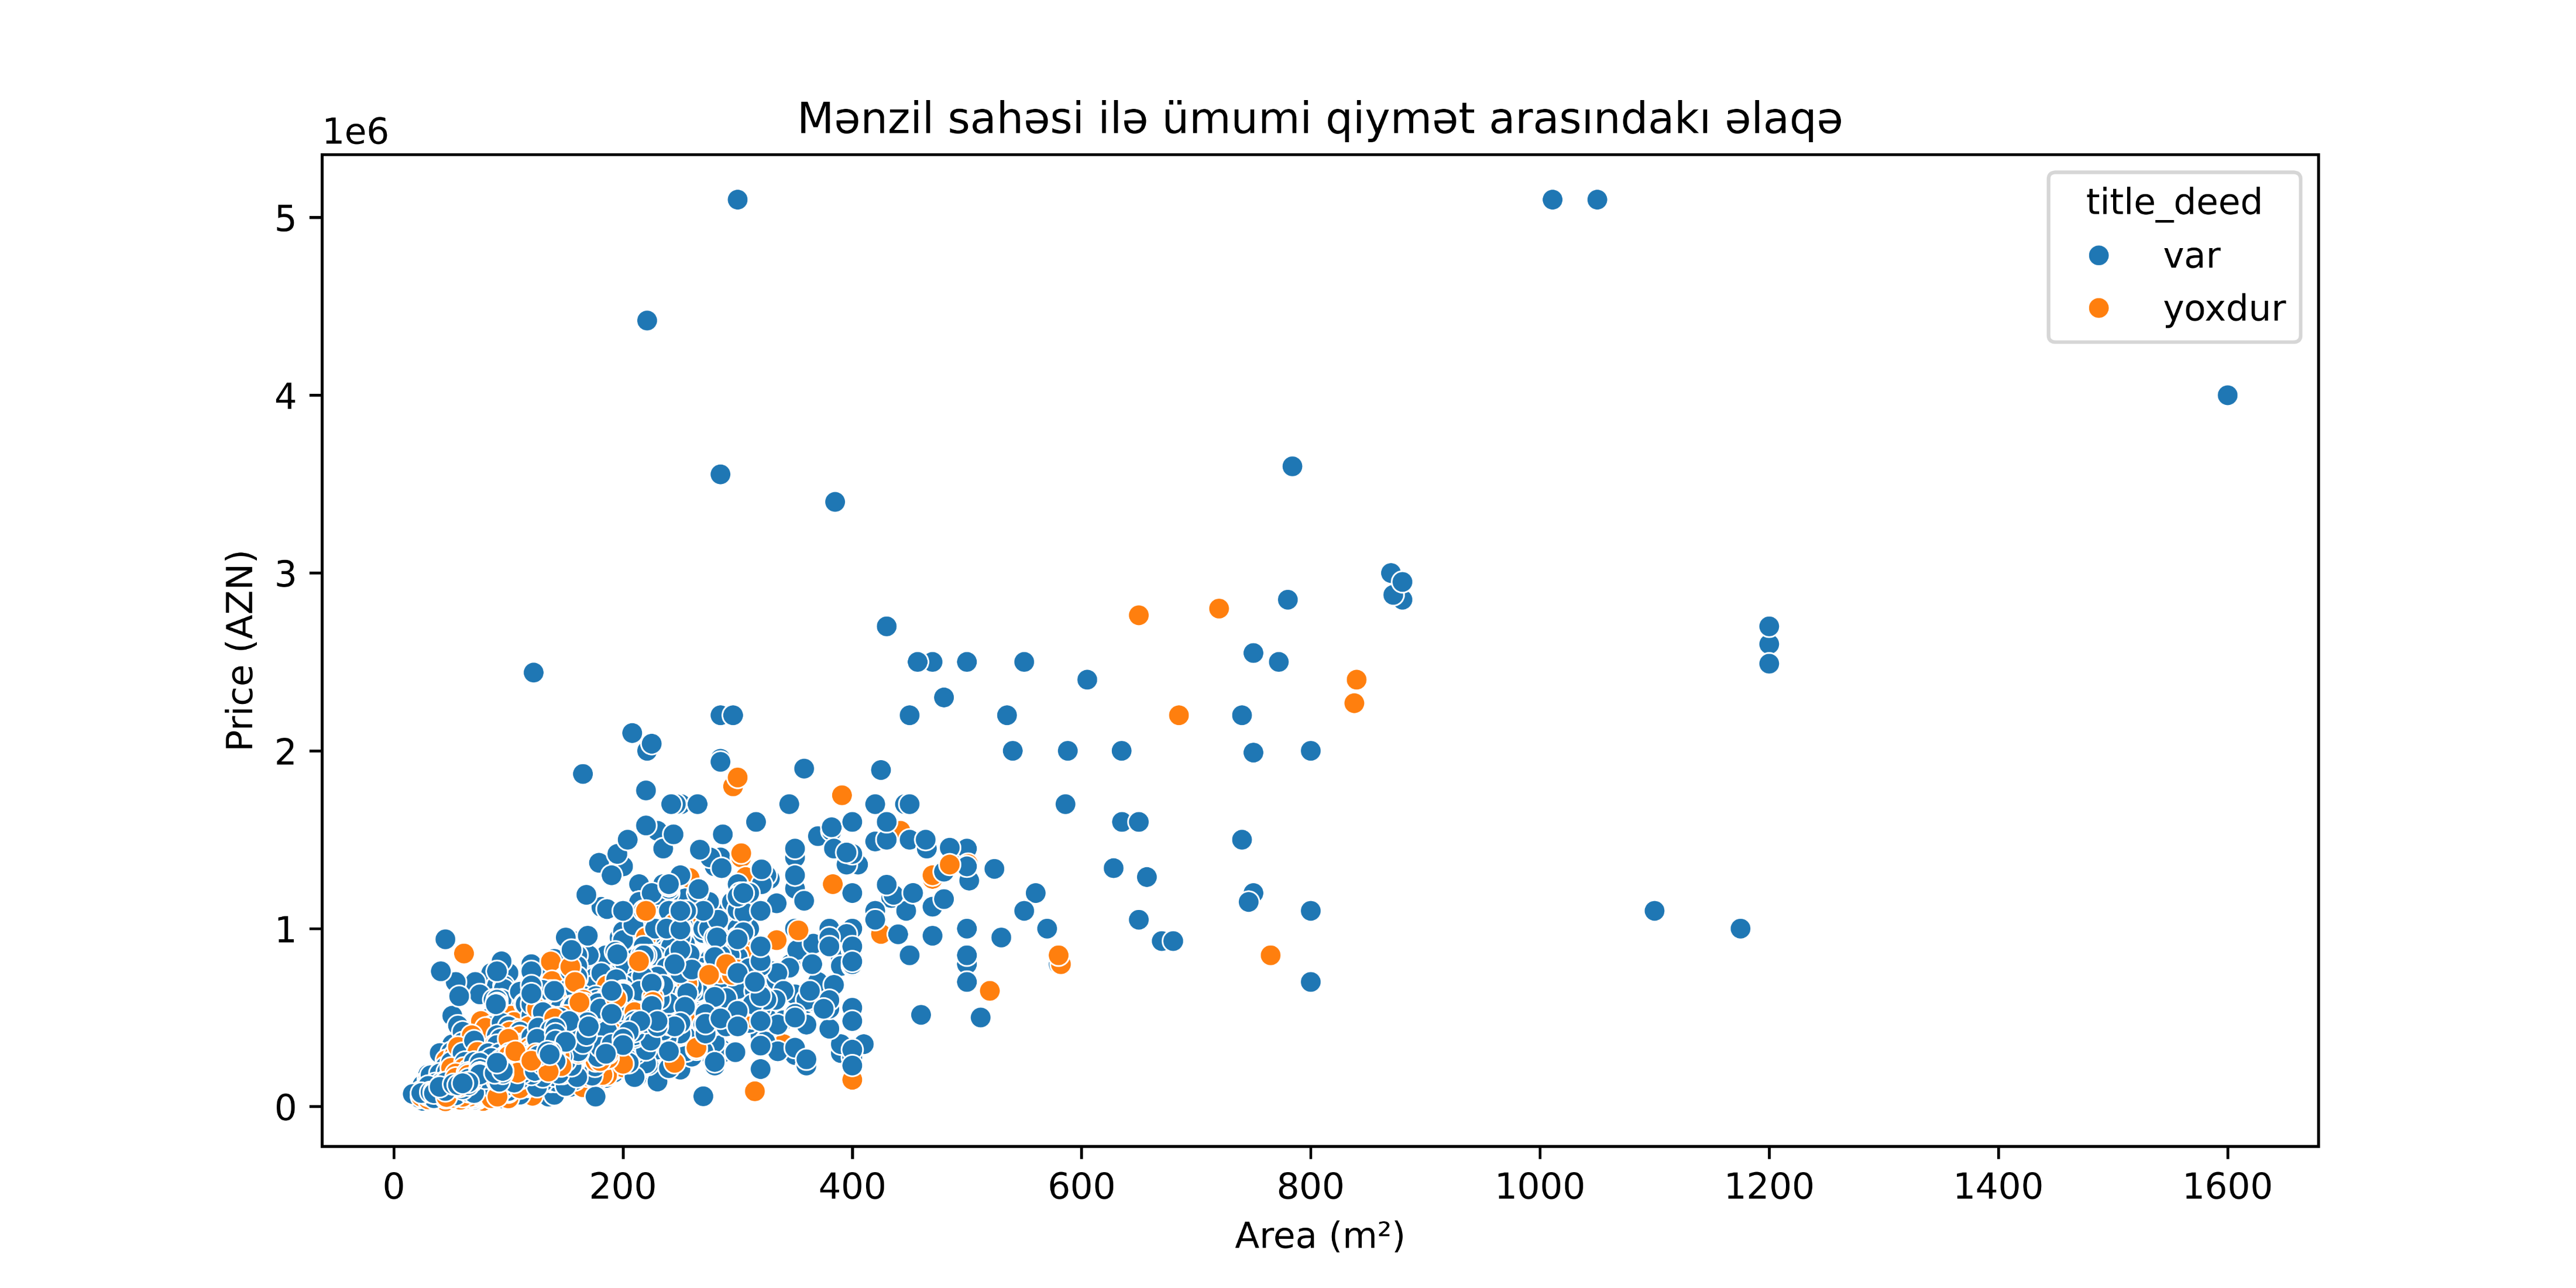 Mənzil sahəsi ilə ümumi qiymət arasındakı əlaqə
1e6
title_deed
var
yoxdur
5
4
3
2
1
0
Price (AZN)
0 200 400 600 800 1000 1200 1400 1600
Area (m²)